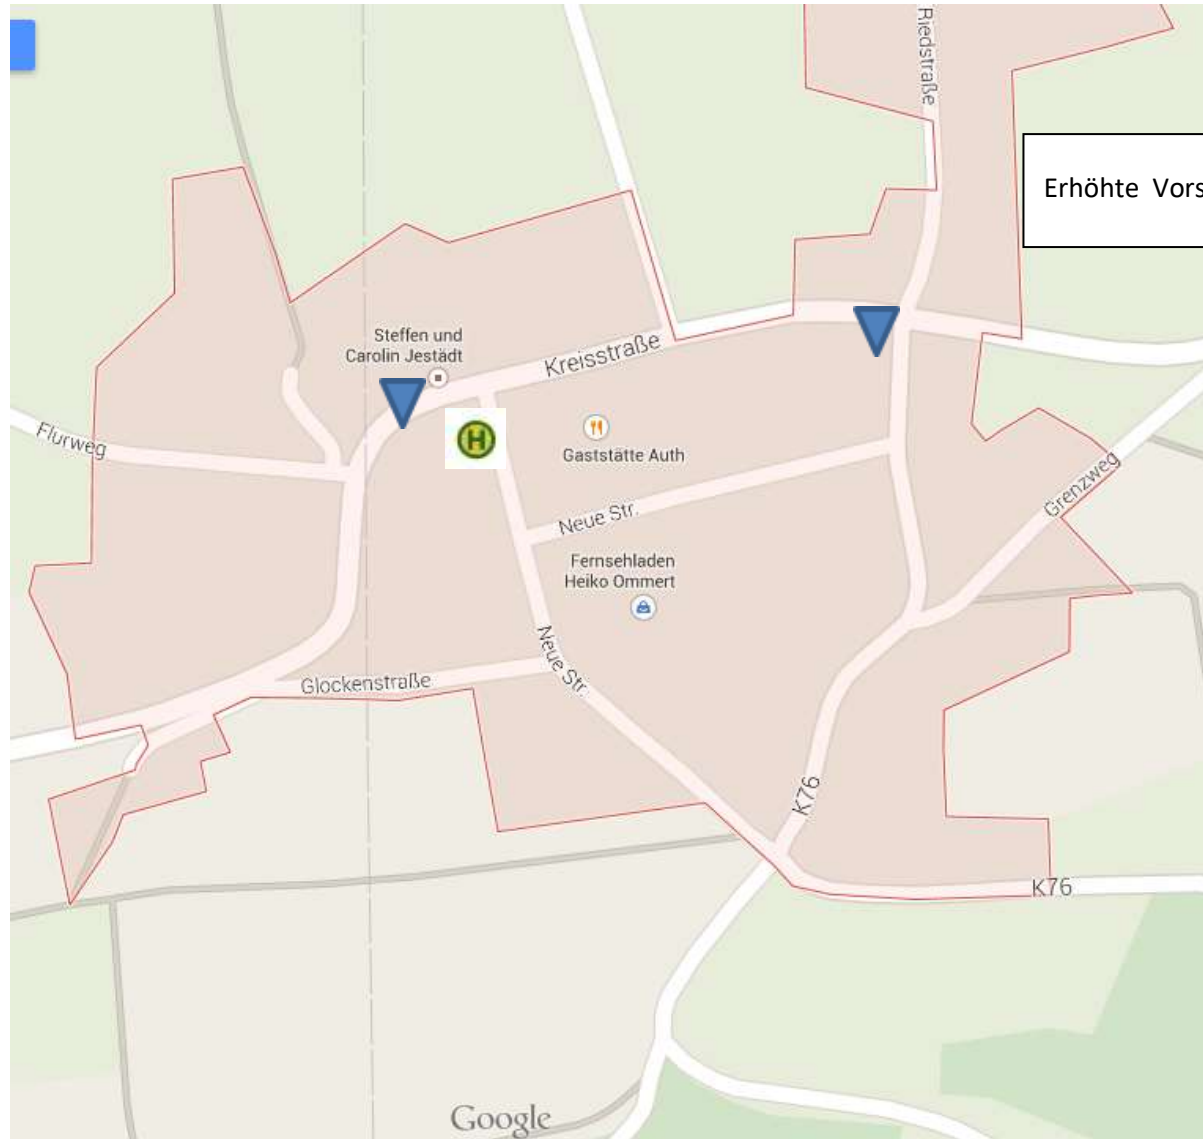 Riedstraße
Erhöhte Vors
Steffen und
Carolin Jestädt
Kreisstraße
Flurweg
H
Gaststätte Auth
Grenzweg
Neue Str.
Fernsehladen
Heiko Ommert
Neue Str.
Glockenstraße
K76
K76
Google